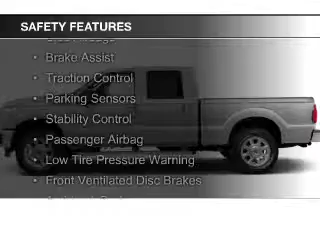 SAFETY FEATURES
• Brake Assist
• Traction Control
• Parking Sensors
• Stability Control
• Passenger Airbag
• Low Tire Pressure Warning
• Front Ventilated Disc Brakes